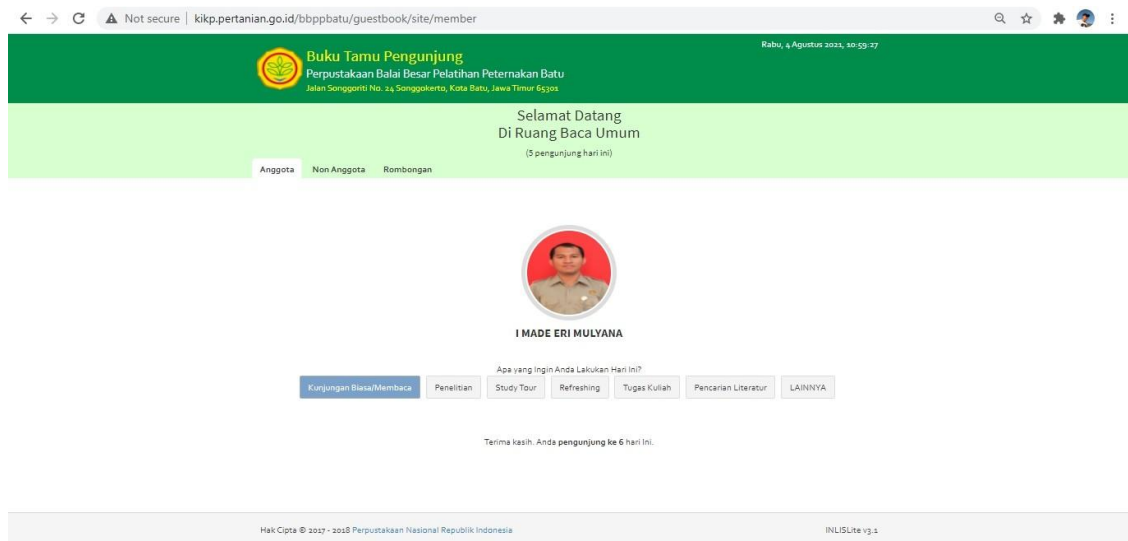 Not secure | kikp.pertanian.go.id/bbppbatu/guestbook/site/member
Buku Tamu Pengunjung
Rabu, 4 Agustus 2021, 10:59:27
Perpustakaan Balai Besar Pelatihan Peternakan Batu
Jalan Songgoriti No. 24 Songgokerto, Kota Batu, Jawa Timur 65301
Selamat Datang
Di Ruang Baca Umum
(5 pengunjung hari ini)
Anggota Non Anggota Rombongan
I MADE ERI MULYANA
Apa yang Ingin Anda Lakukan Hari Ini?
Kunjungan Biasa/Membaca Penelitian Study Tour Refreshing Tugas Kuliah Pencarian Literatur LAINNYA
Terima kasih. Anda pengunjung ke 6 hari Ini.
Hak Cipta © 2017 - 2018 Perpustakaan Nasional Republik Indonesia INLISLite v3.1